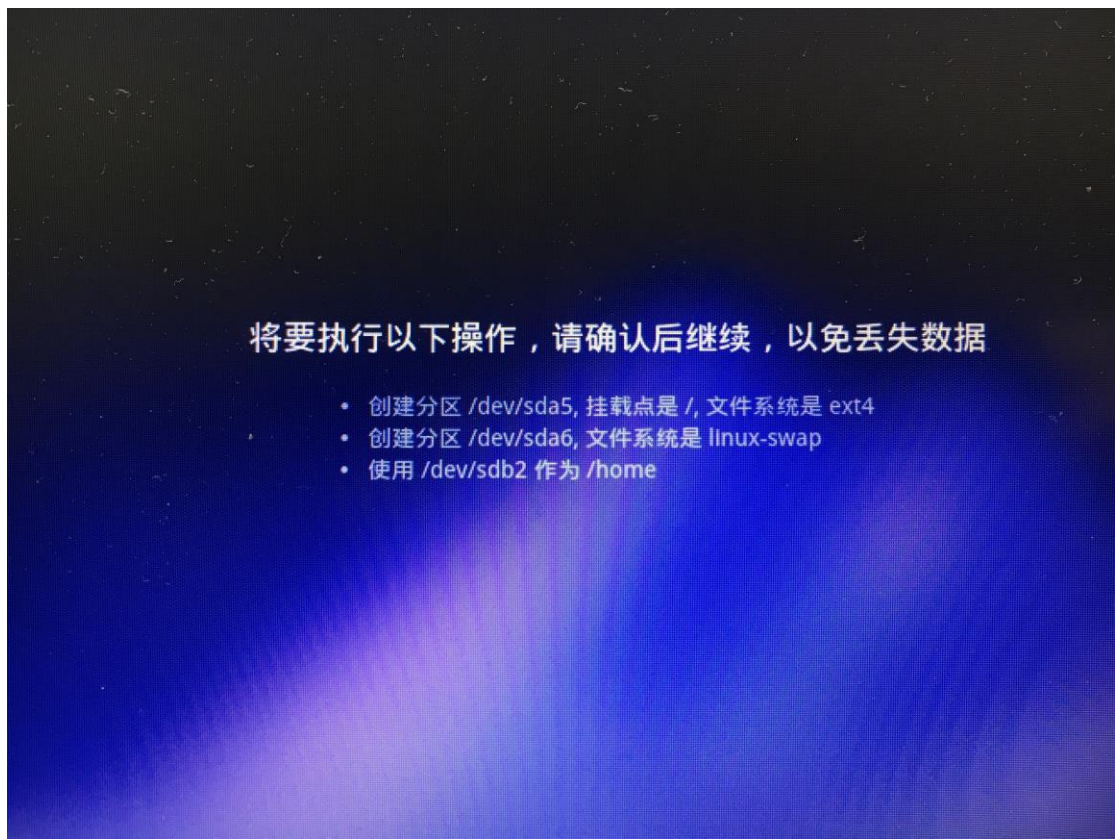 将要执行以下操作，请确认后继续，以免丢失数据
• 创建分区 /dev/sda5, 挂载点是 /, 文件系统是 ext4
• 创建分区 /dev/sda6, 文件系统是 linux-swap
• 使用 /dev/sdb2 作为 /home